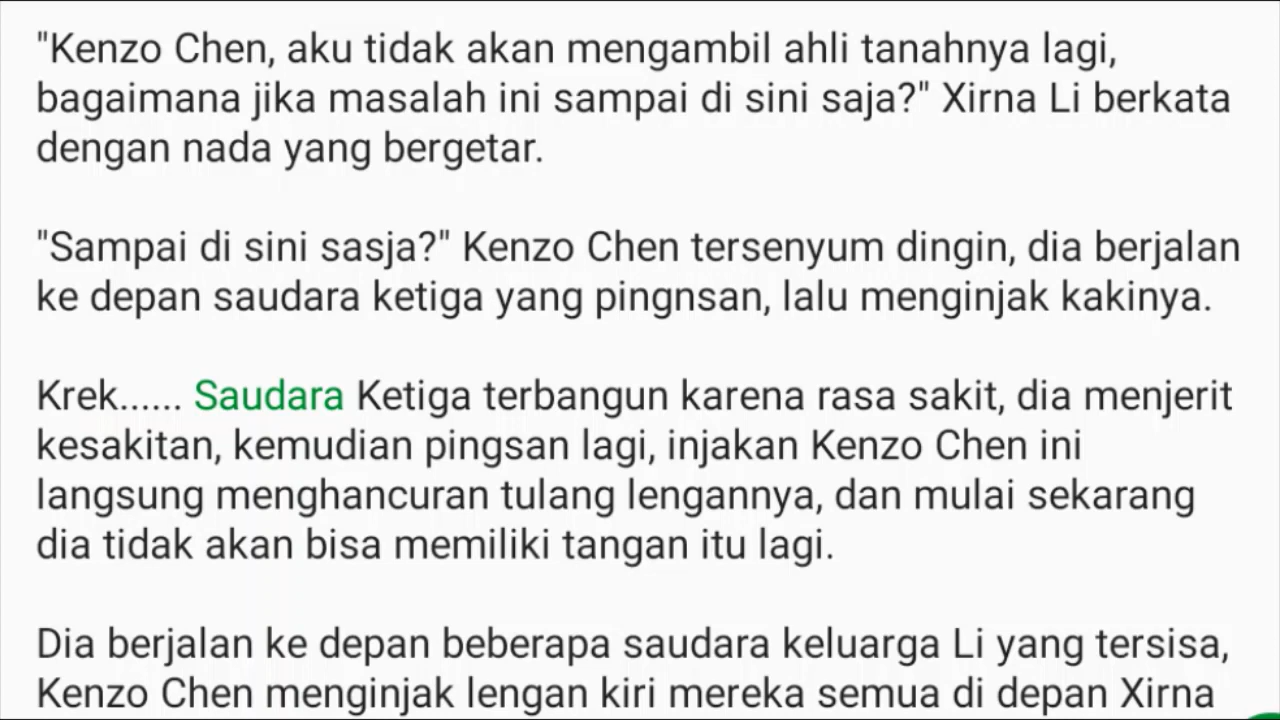 "Kenzo Chen, aku tidak akan mengambil ahli tanahnya lagi,
bagaimana jika masalah ini sampai di sini saja?" Xirna Li berkata
dengan nada yang bergetar.
"Sampai di sini sasja?" Kenzo Chen tersenyum dingin, dia berjalan
ke depan saudara ketiga yang pingnsan, lalu menginjak kakinya.
Krek...... Saudara Ketiga terbangun karena rasa sakit, dia menjerit
kesakitan, kemudian pingsan lagi, injakan Kenzo Chen ini
langsung menghancuran tulang lengannya, dan mulai sekarang
dia tidak akan bisa memiliki tangan itu lagi.
Dia berjalan ke depan beberapa saudara keluarga Li yang tersisa,
Kenzo Chen menginjak lengan kiri mereka semua di depan Xirna